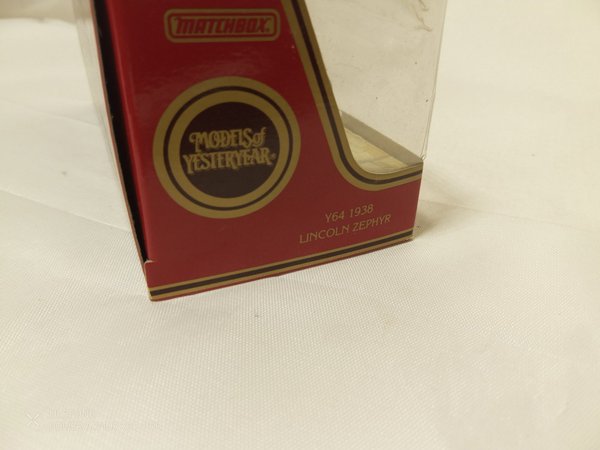 MATCHBOX
MODELS of
YESTERYEAR
Y64 1938
LINCOLN ZEPHYR